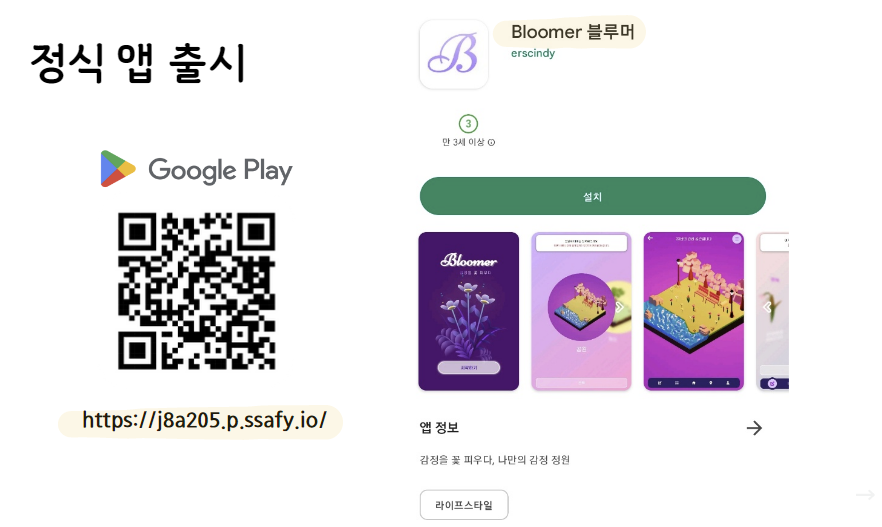 정식 앱 출시
Google Play
https://j8a205.p.ssafy.io/
Bloomer 블루머
erscindy
3
만 3세 이상
설치
Bloomer
앱 정보
감정을 꽃 피우다, 나만의 감정 정원
라이프스타일